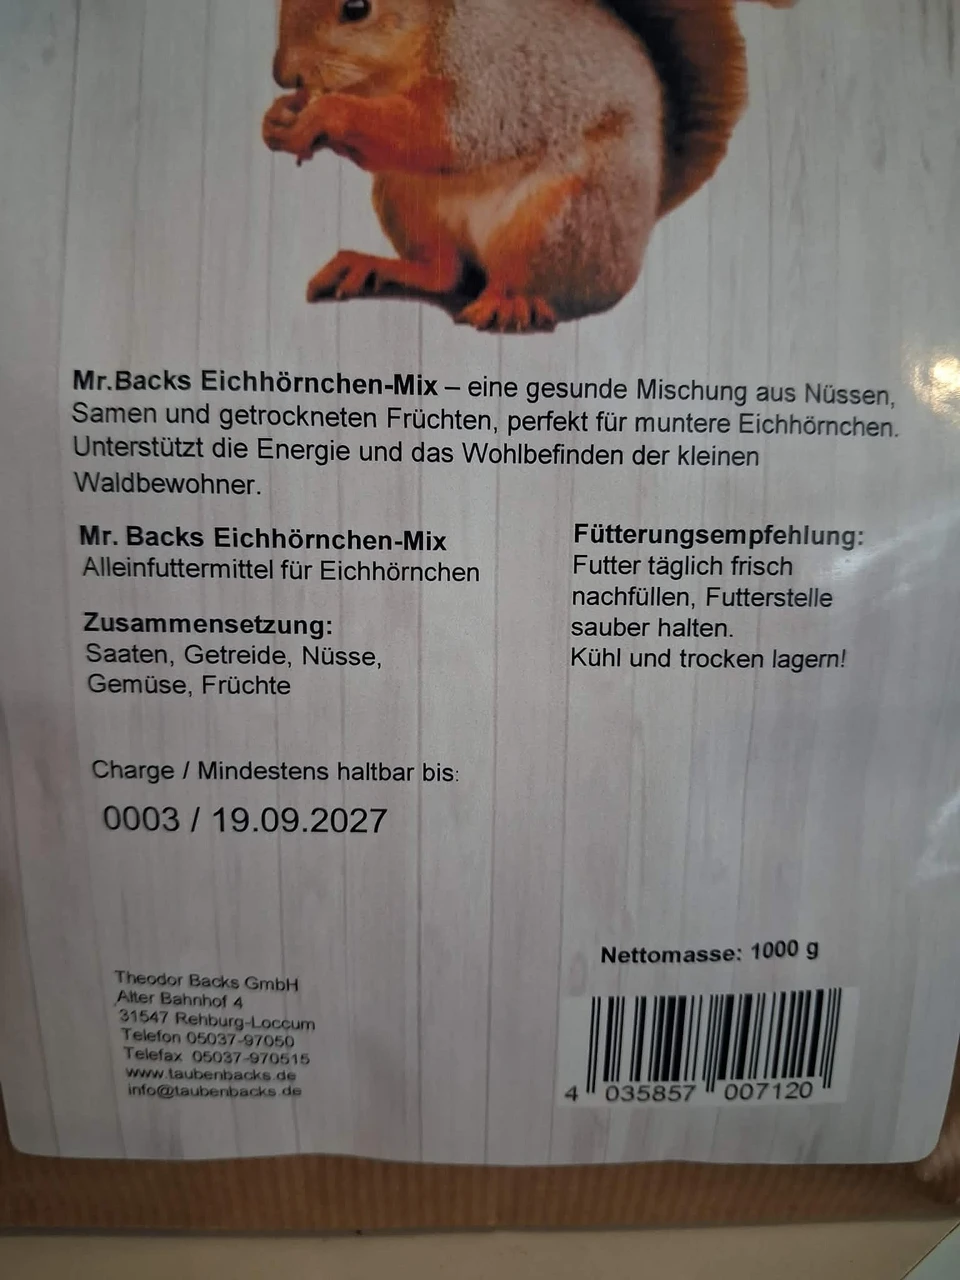 Mr.Backs Eichhörnchen-Mix – eine gesunde Mischung aus Nüssen,
Samen und getrockneten Früchten, perfekt für muntere Eichhörnchen.
Unterstützt die Energie und das Wohlbefinden der kleinen
Waldbewohner.
Mr. Backs Eichhörnchen-Mix
Alleinfuttermittel für Eichhörnchen
Zusammensetzung:
Saaten, Getreide, Nüsse,
Gemüse, Früchte
Fütterungsempfehlung:
Futter täglich frisch
nachfüllen, Futterstelle
sauber halten.
Kühl und trocken lagern!
Charge / Mindestens haltbar bis:
0003 / 19.09.2027
Theodor Backs GmbH
Alter Bahnhof 4
31547 Rehburg-Loccum
Telefon 05037-97050
Telefax 05037-970515
www.taubenbacks.de
info@taubenbacks.de
Nettomasse: 1000 g
4 035857 007120